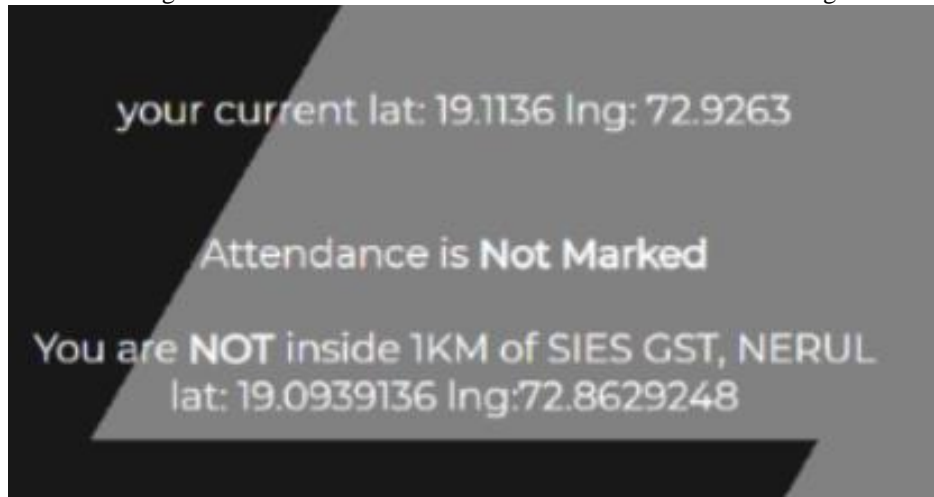 your current lat: 19.1136 lng: 72.9263
Attendance is Not Marked
You are NOT inside 1KM of SIES GST, NERUL
lat: 19.0939136 lng:72.8629248